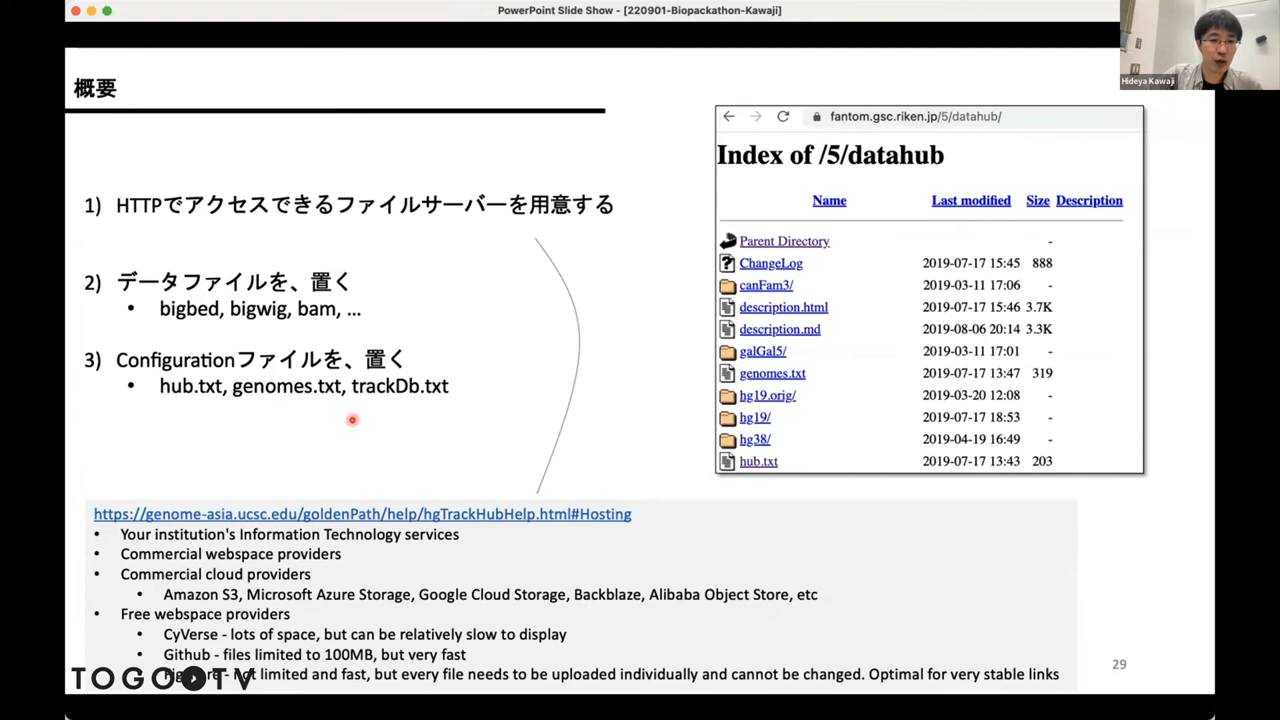 PowerPoint Slide Show - [220901-Biopackathon-Kawaji]
Hideya Kawaji
概要
1) HTTPでアクセスできるファイルサーバーを用意する
2) データファイルを、置く
• bigbed, bigwig, bam, ...
3) Configurationファイルを、置く
• hub.txt, genomes.txt, trackDb.txt
fantom.gsc.riken.jp/5/datahub/
Index of /5/datahub
Name Last modified Size Description
Parent Directory -
ChangeLog 2019-07-17 15:45 888
canFam3/ 2019-03-11 17:06 -
description.html 2019-07-17 15:46 3.7K
description.md 2019-08-06 20:14 3.3K
galGal5/ 2019-03-11 17:01 -
genomes.txt 2019-07-17 13:47 319
hg19.orig/ 2019-03-20 12:08 -
hg19/ 2019-07-17 18:53 -
hg38/ 2019-04-19 16:49 -
hub.txt 2019-07-17 13:43 203
https://genome-asia.ucsc.edu/goldenPath/help/hgTrackHubHelp.html#Hosting
• Your institution's Information Technology services
• Commercial webspace providers
• Commercial cloud providers
• Amazon S3, Microsoft Azure Storage, Google Cloud Storage, Backblaze, Alibaba Object Store, etc
• Free webspace providers
• CyVerse - lots of space, but can be relatively slow to display
• Github - files limited to 100MB, but very fast
limited and fast, but every file needs to be uploaded individually and cannot be changed. Optimal for very stable links
TOGO TV
29